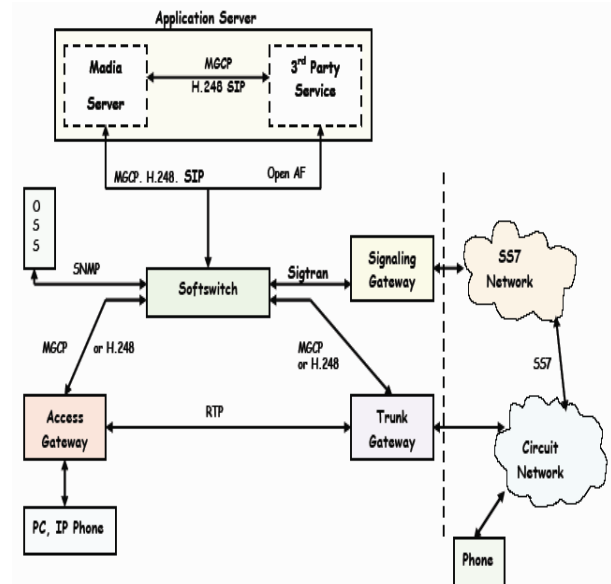 Application Server
Madia
Server
MGCP
H.248 SIP
3rd Party
Service
MGCP. H.248. SIP
Open AF
O
S
S
SNMP
Softswitch
Sigtran
Signaling
Gateway
SS7
Network
MGCP or H.248
MGCP
or H.248
SS7
Access
Gateway
RTP
Trunk
Gateway
Circuit
Network
PC, IP Phone
Phone